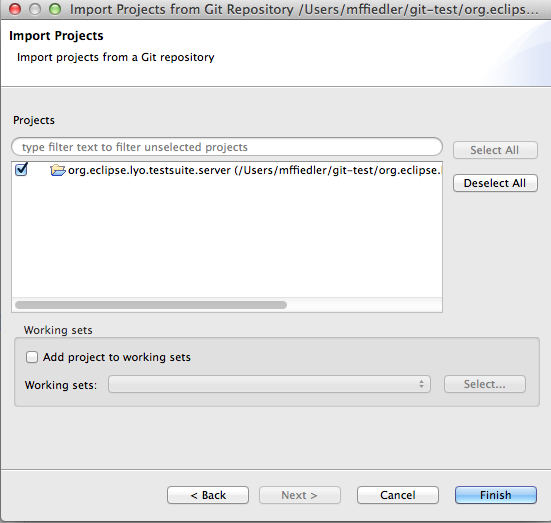 Import Projects from Git Repository /Users/mffiedler/git-test/org.eclips...
Import Projects
Import projects from a Git repository
Projects
type filter text to filter unselected projects
Select All
org.eclipse.lyo.testsuite.server (/Users/mffiedler/git-test/org.eclipse.
Deselect All
Working sets
Add project to working sets
Working sets:
Select...
< Back
Next >
Cancel
Finish